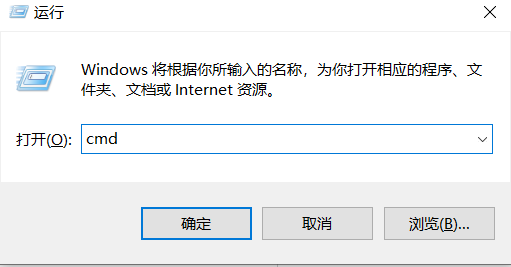 运行
Windows 将根据你所输入的名称，为你打开相应的程序、文
件夹、文档或 Internet 资源。
打开(O): cmd
确定 取消 浏览(B)...